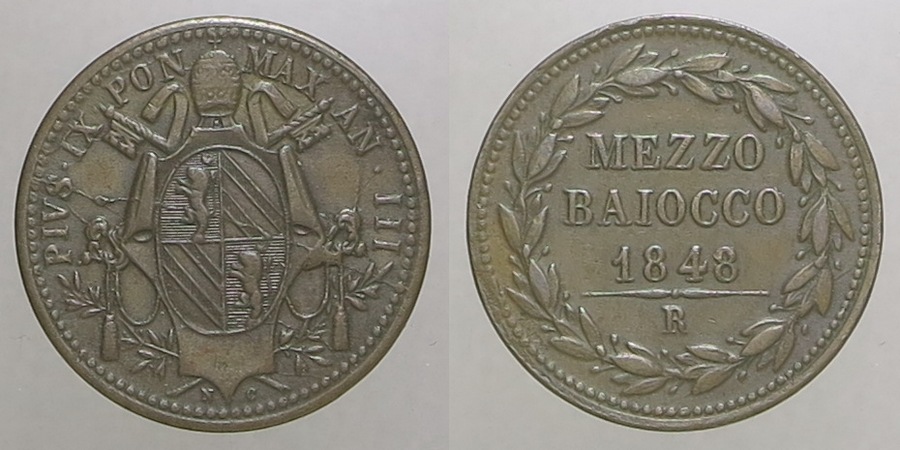 PIVS · IX PON MAX AN · III
N C
MEZZO
BAIOCCO
1848
R